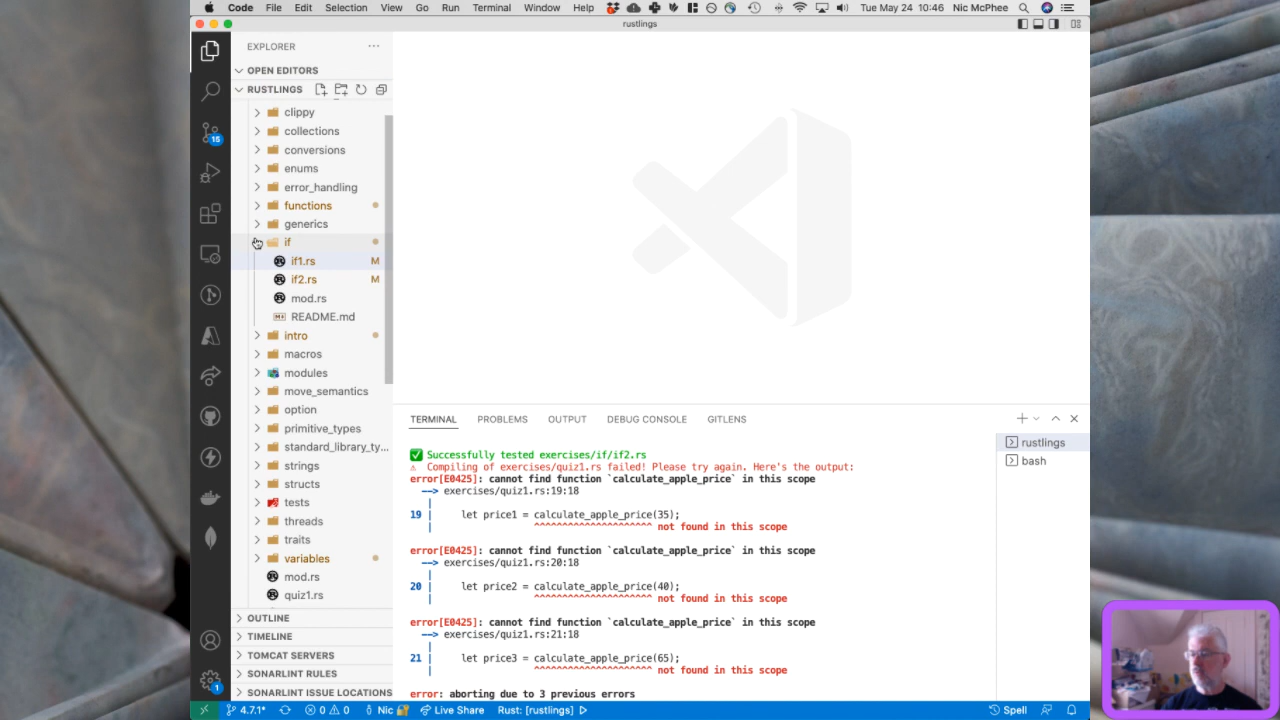 Code File Edit Selection View Go Run Terminal Window Help Tue May 24 10:46 Nic McPhee
rustlings
EXPLORER
OPEN EDITORS
RUSTLINGS
clippy
collections
conversions
enums
error_handling
functions
generics
if
if1.rs M
if2.rs M
mod.rs
README.md
intro
macros
modules
move_semantics
option
primitive_types
standard_library_ty...
strings
structs
tests
threads
traits
variables
mod.rs
quiz1.rs
OUTLINE
TIMELINE
TOMCAT SERVERS
SONARLINT RULES
SONARLINT ISSUE LOCATIONS
15
1
TERMINAL PROBLEMS OUTPUT DEBUG CONSOLE GITLENS
Successfully tested exercises/if/if2.rs
Compiling of exercises/quiz1.rs failed! Please try again. Here's the output:
error[E0425]: cannot find function `calculate_apple_price` in this scope
--> exercises/quiz1.rs:19:18
|
19 | let price1 = calculate_apple_price(35);
| ^^^^^^^^^^^^^^^^^^^^^ not found in this scope
error[E0425]: cannot find function `calculate_apple_price` in this scope
--> exercises/quiz1.rs:20:18
|
20 | let price2 = calculate_apple_price(40);
| ^^^^^^^^^^^^^^^^^^^^^ not found in this scope
error[E0425]: cannot find function `calculate_apple_price` in this scope
--> exercises/quiz1.rs:21:18
|
21 | let price3 = calculate_apple_price(65);
| ^^^^^^^^^^^^^^^^^^^^^ not found in this scope
error: aborting due to 3 previous errors
rustlings
bash
4.7.1* 0 0 Nic Live Share Rust: [rustlings] Spell